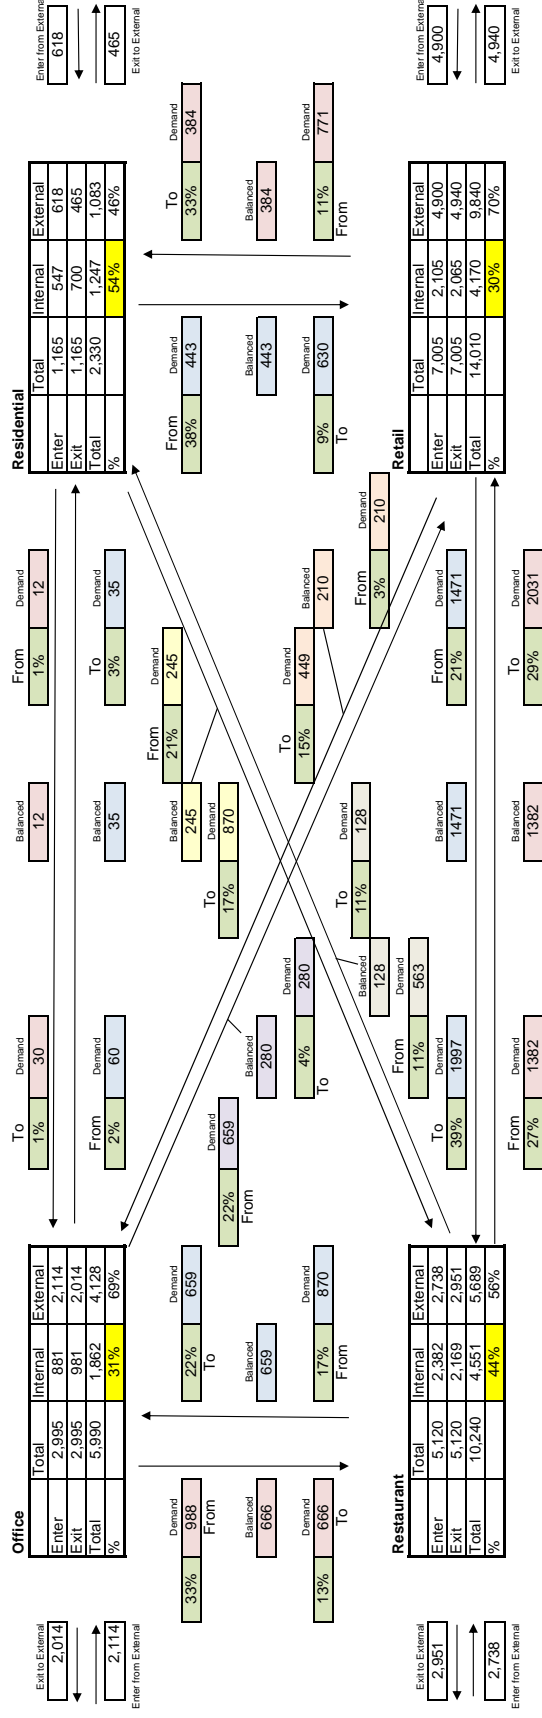 Exit to External
2,014
2,114
Enter from External
Office
Total Internal External
Enter 2,995 881 2,114
Exit 2,995 981 2,014
Total 5,990 1,862 4,128
% 31% 69%
To Demand
1% 30
Balanced
12
From Demand
1% 12
From Demand
2% 60
Balanced
35
To Demand
3% 35
Residential
Total Internal External
Enter 1,165 547 618
Exit 1,165 700 465
Total 2,330 1,247 1,083
% 54% 46%
Enter from External
618
465
Exit to External
Demand
33% 988
From
Balanced
666
Demand
13% 666
To
Demand
22% 659
To
Balanced
659
Demand
17% 870
From
Demand
22% 659
From
Balanced
280
Demand
4% 280
To
From Demand
21% 245
Balanced
245
To Demand
17% 870
To Demand
15% 449
Balanced
210
From Demand
3% 210
To Demand
11% 128
Balanced
128
From Demand
11% 563
From Demand
38% 443
Balanced
443
Demand
9% 630
To
To Demand
33% 384
Balanced
384
Demand
11% 771
From
Exit to External
2,951
2,738
Enter from External
Restaurant
Total Internal External
Enter 5,120 2,382 2,738
Exit 5,120 2,169 2,951
Total 10,240 4,551 5,689
% 44% 56%
To Demand
39% 1997
Balanced
1471
From Demand
21% 1471
From Demand
27% 1382
Balanced
1382
To Demand
29% 2031
Retail
Total Internal External
Enter 7,005 2,105 4,900
Exit 7,005 2,065 4,940
Total 14,010 4,170 9,840
% 30% 70%
Enter from External
4,900
4,940
Exit to External